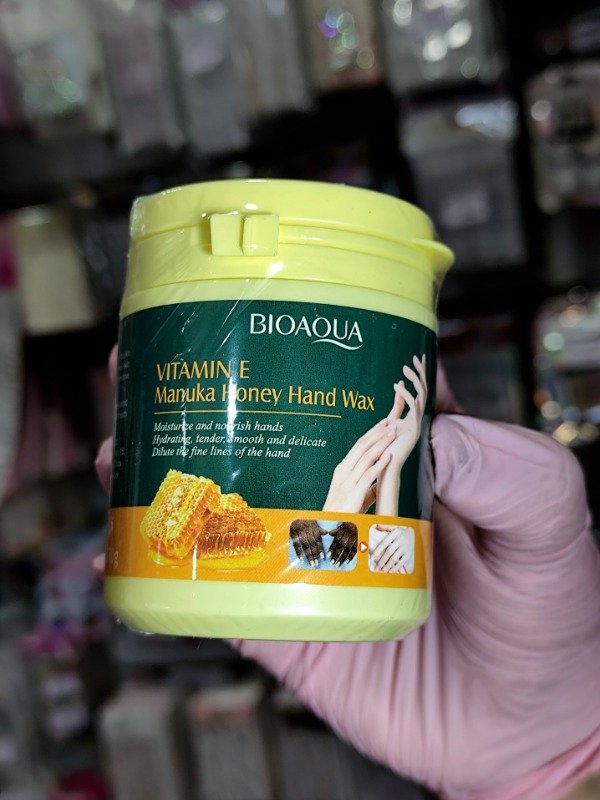 BIOAQUA
VITAMIN E
Manuka Honey Hand Wax
Moisturize and nourish hands
Hydrating, tender, smooth and delicate
Dilute the fine lines of the hand
g